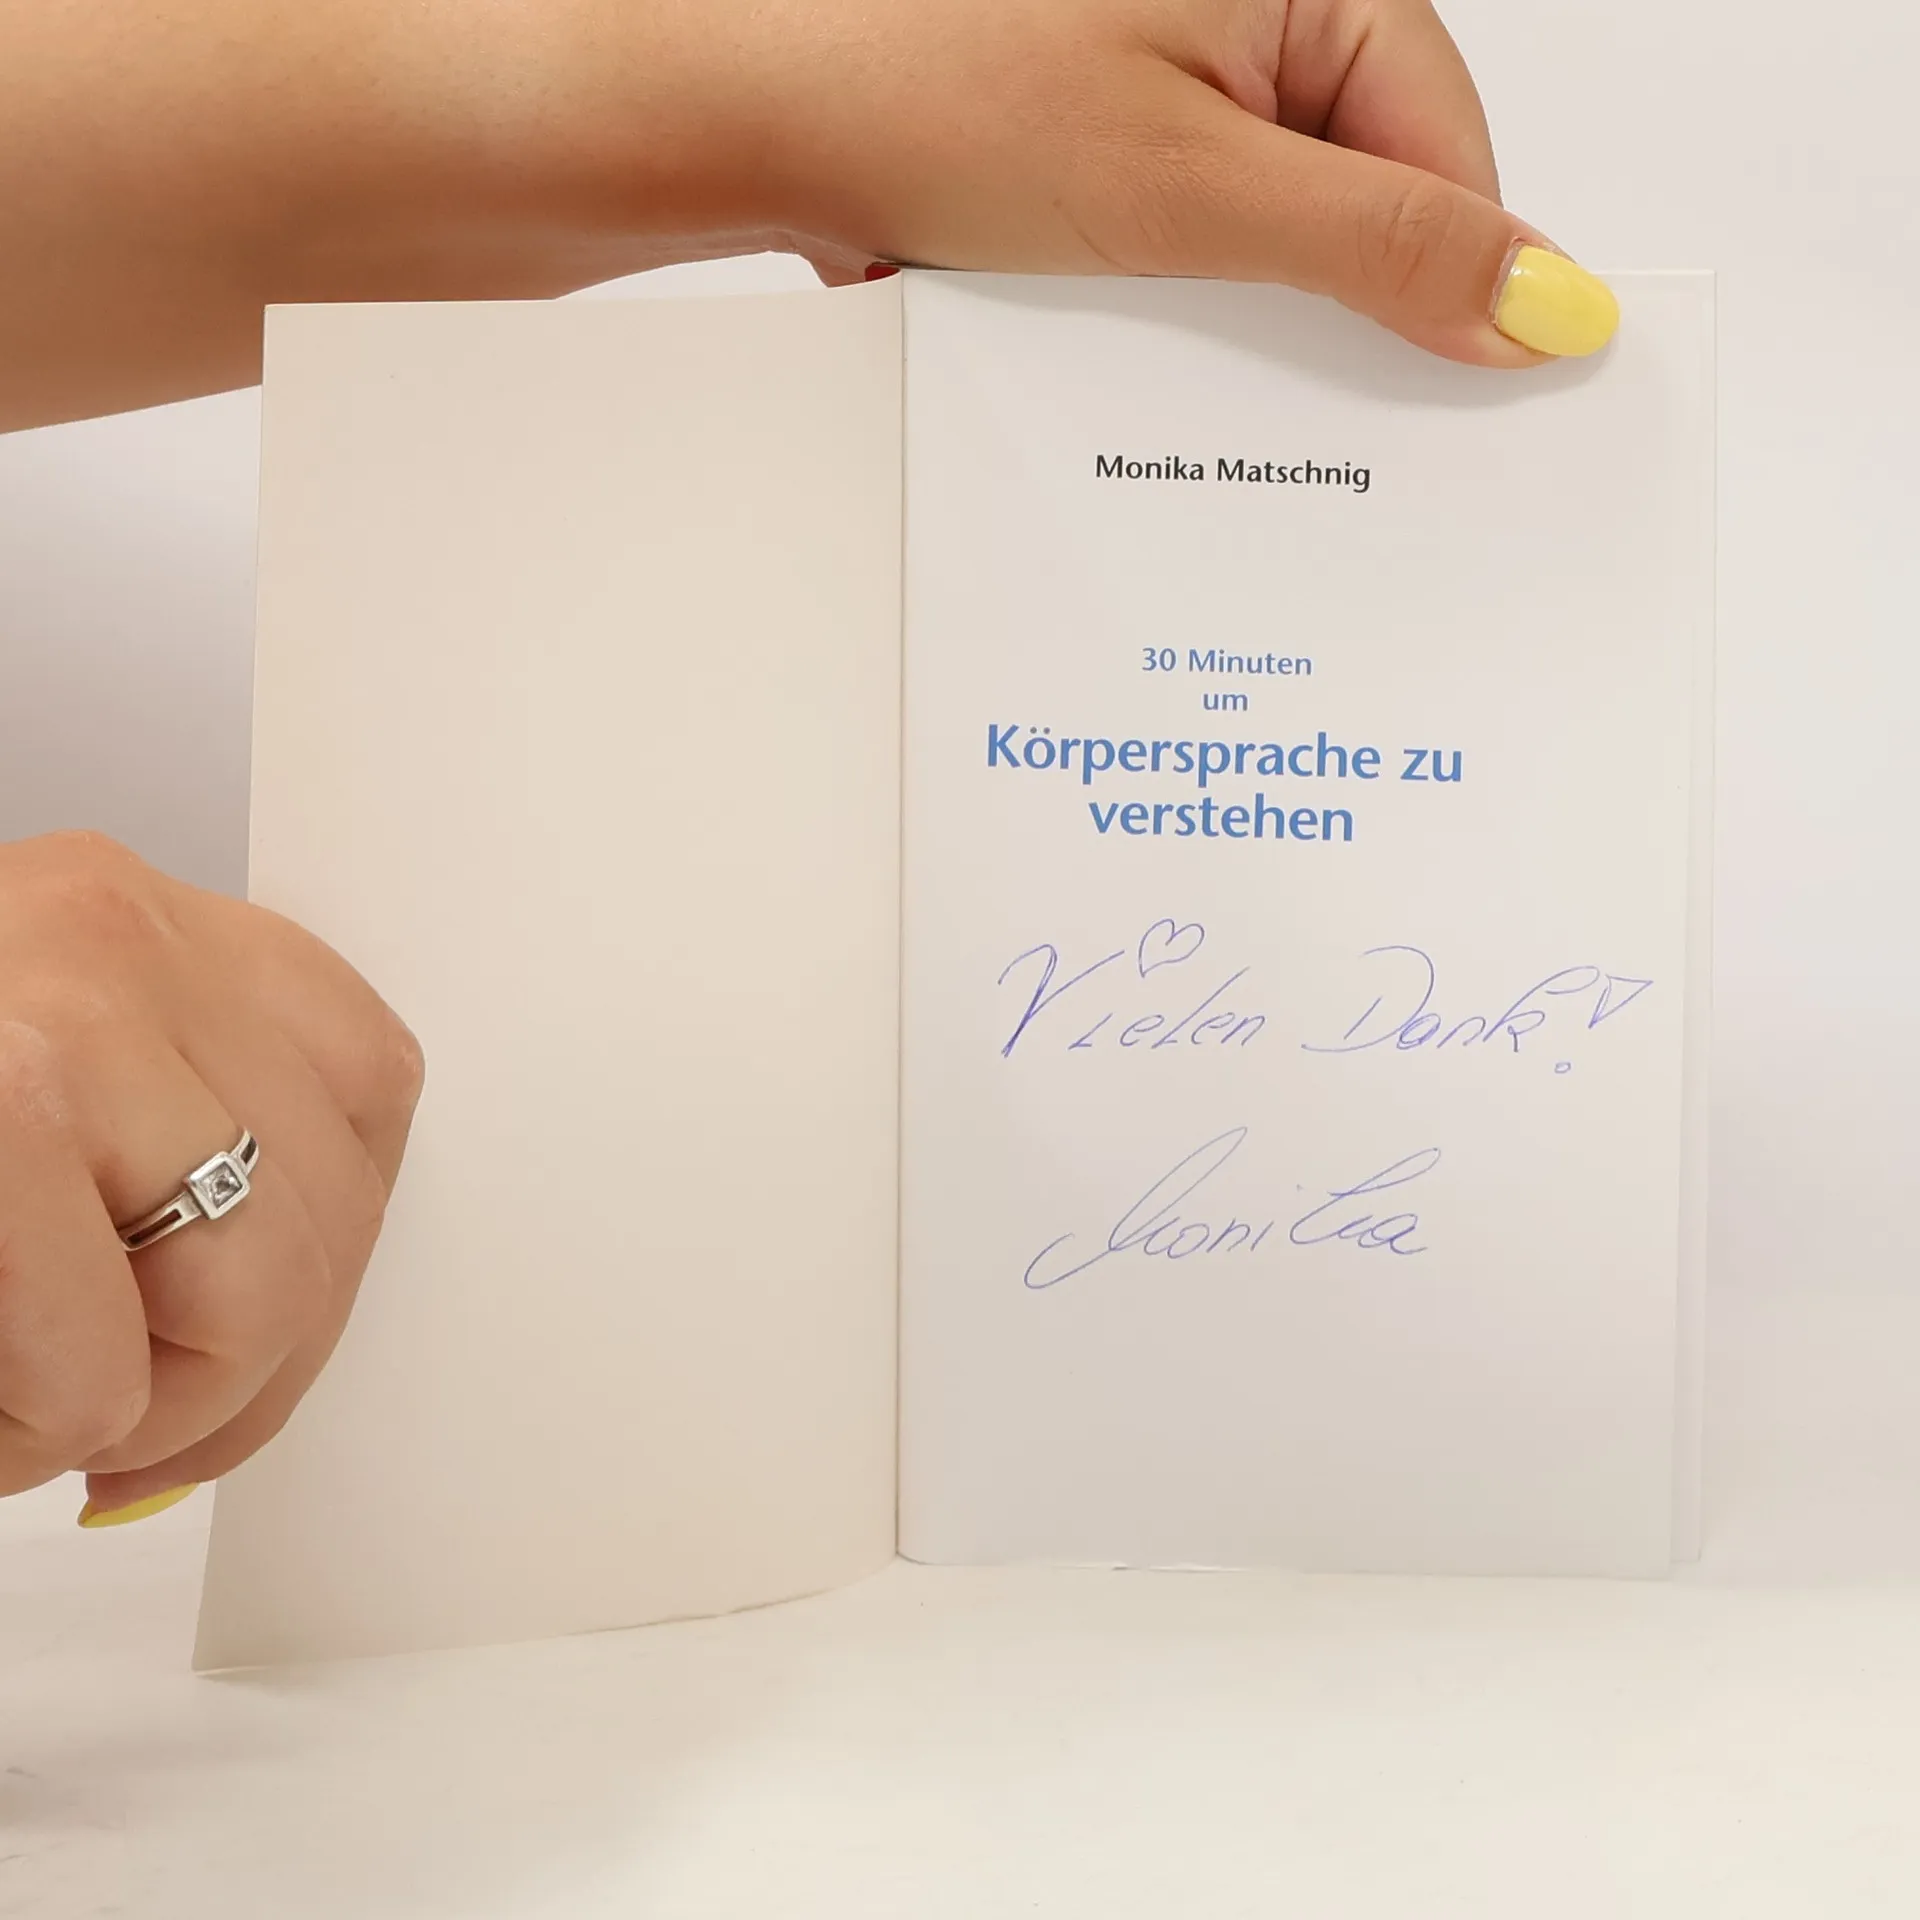 Monika Matschnig
30 Minuten
um
Körpersprache zu
verstehen
Vielen Dank!
Monika